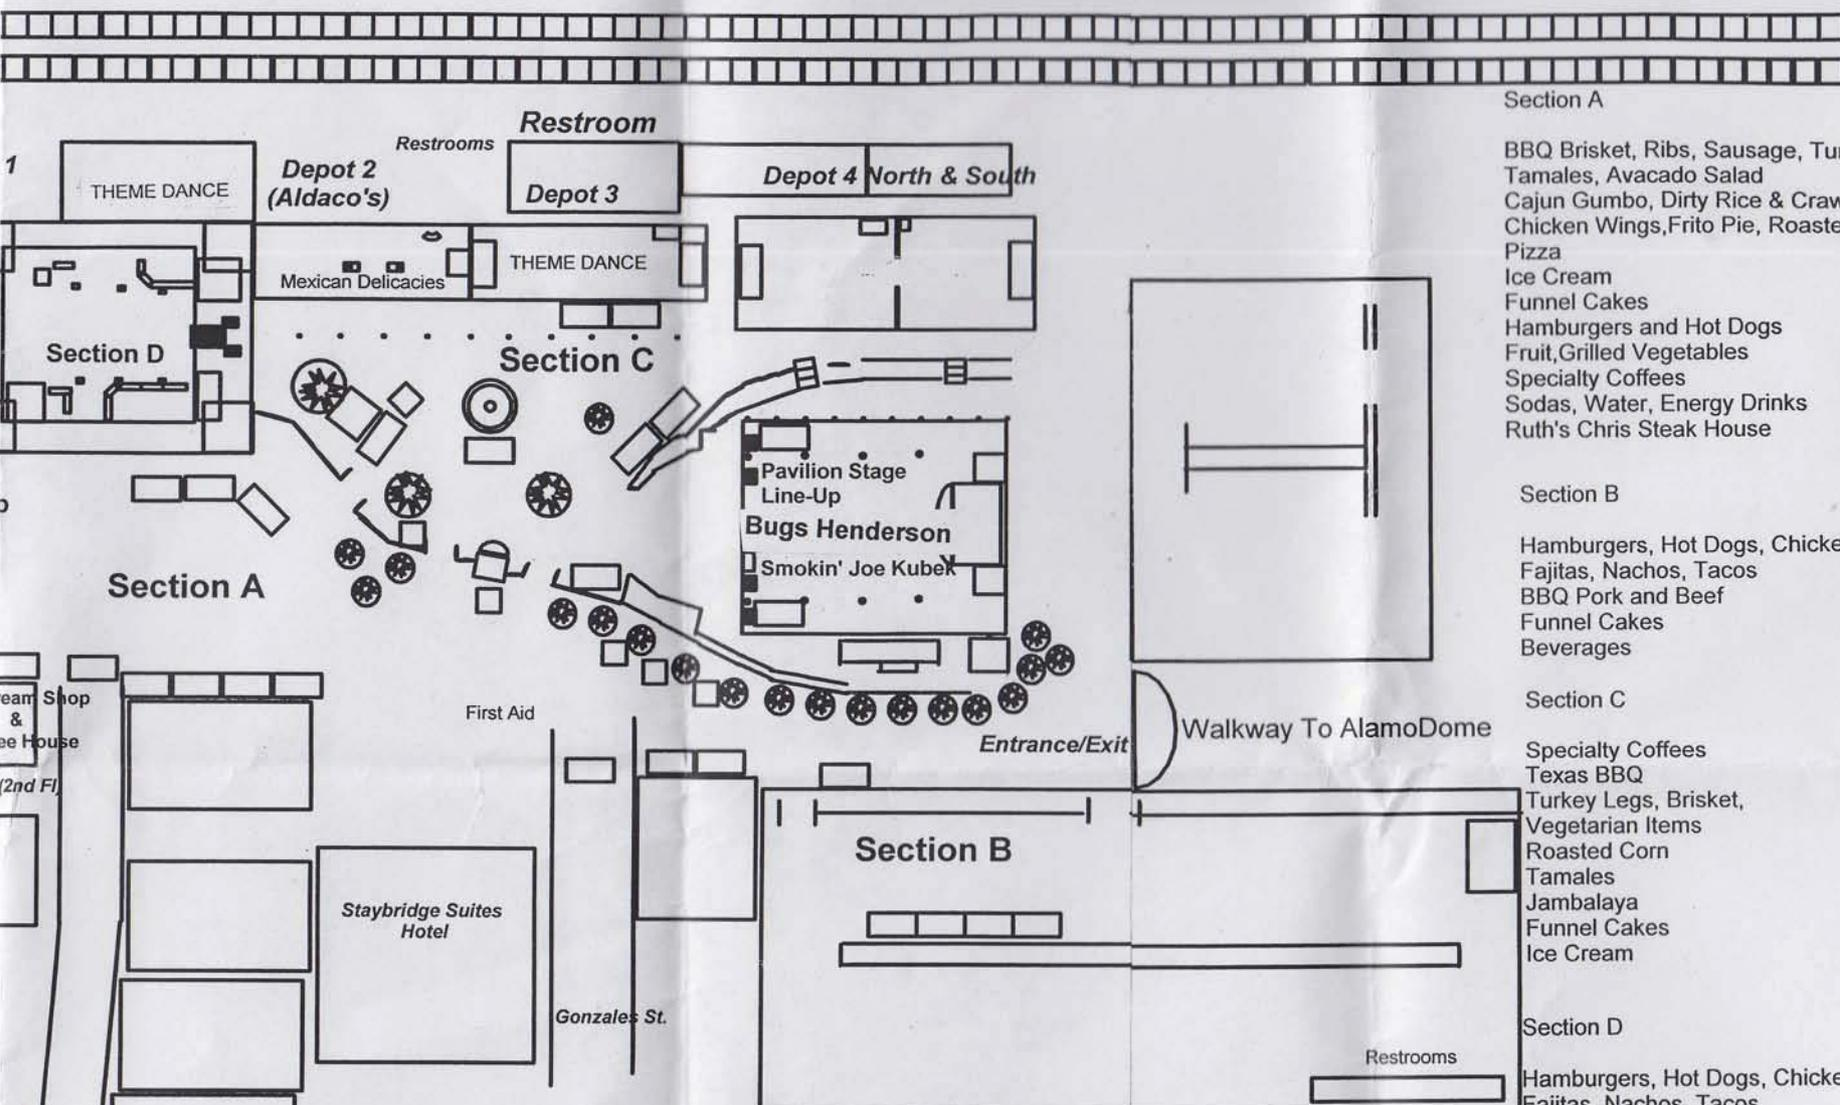 Restroom
Restrooms
1
THEME DANCE
Depot 2
(Aldaco's)
Depot 3
Depot 4
North & South
Mexican Delicacies
THEME DANCE
Section D
Section C
Pavilion Stage
Line-Up
Bugs Henderson
Smokin' Joe Kubek
Section A
Shop
&
House
(2nd Fl)
First Aid
Entrance/Exit
Walkway To AlamoDome
Section B
Staybridge Suites
Hotel
Gonzales St.
Restrooms
Section A
BBQ Brisket, Ribs, Sausage,
Tamales, Avacado Salad
Cajun Gumbo, Dirty Rice &
Chicken Wings,Frito Pie,
Pizza
Ice Cream
Funnel Cakes
Hamburgers and Hot Dogs
Fruit,Grilled Vegetables
Specialty Coffees
Sodas, Water, Energy Drinks
Ruth's Chris Steak House
Section B
Hamburgers, Hot Dogs,
Fajitas, Nachos, Tacos
BBQ Pork and Beef
Funnel Cakes
Beverages
Section C
Specialty Coffees
Texas BBQ
Turkey Legs, Brisket,
Vegetarian Items
Roasted Corn
Tamales
Jambalaya
Funnel Cakes
Ice Cream
Section D
Hamburgers, Hot Dogs,
Fajitas, Nachos, Tacos